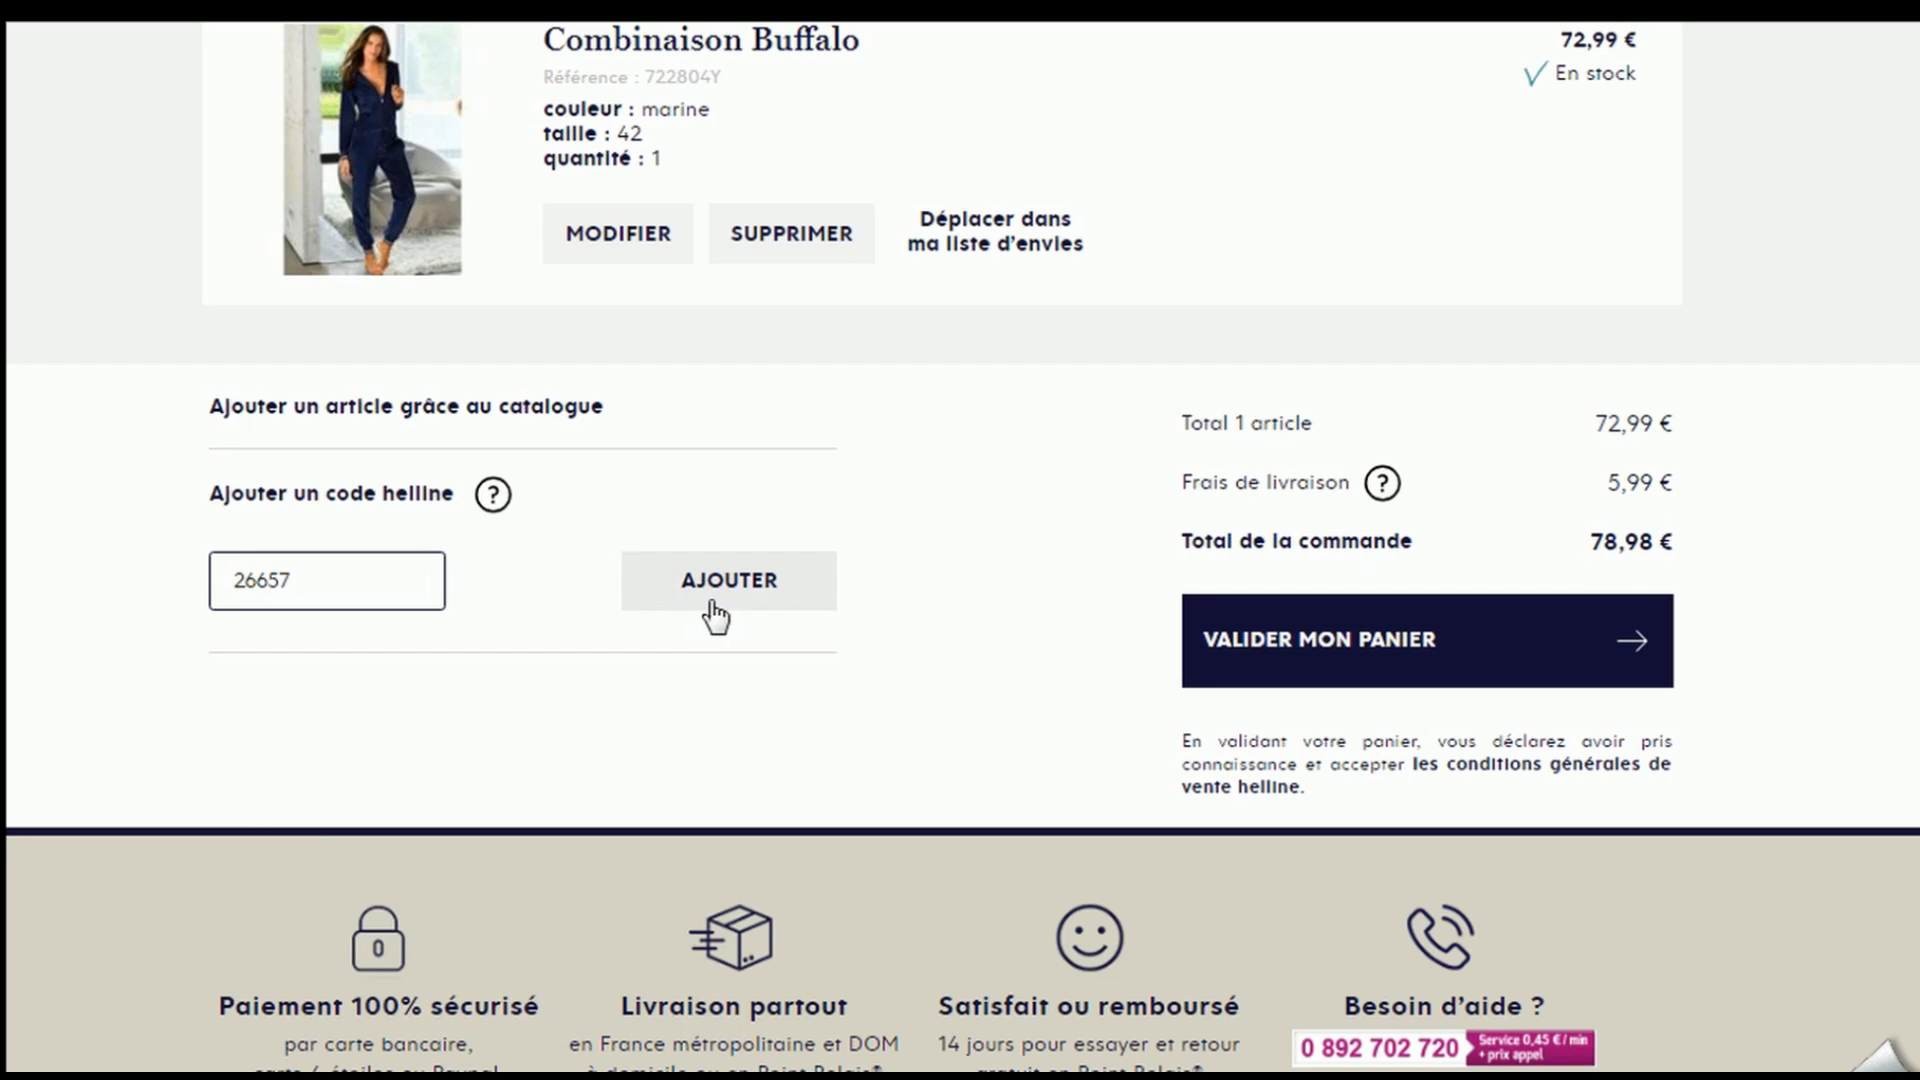 Combinaison Buffalo
72,99 €
Référence : 722804Y
En stock
couleur : marine
taille : 42
quantité : 1
MODIFIER
SUPPRIMER
Déplacer dans
ma liste d'envies
Ajouter un article grâce au catalogue
Ajouter un code helline ?
26657
AJOUTER
Total 1 article 72,99 €
Frais de livraison ? 5,99 €
Total de la commande 78,98 €
VALIDER MON PANIER
En validant votre panier, vous déclarez avoir pris
connaissance et accepter les conditions générales de
vente helline.
Paiement 100% sécurisé
par carte bancaire,
Livraison partout
en France métropolitaine et DOM
Satisfait ou remboursé
14 jours pour essayer et retour
Besoin d'aide ?
0 892 702 720
Service 0,45 € / min
+ prix appel